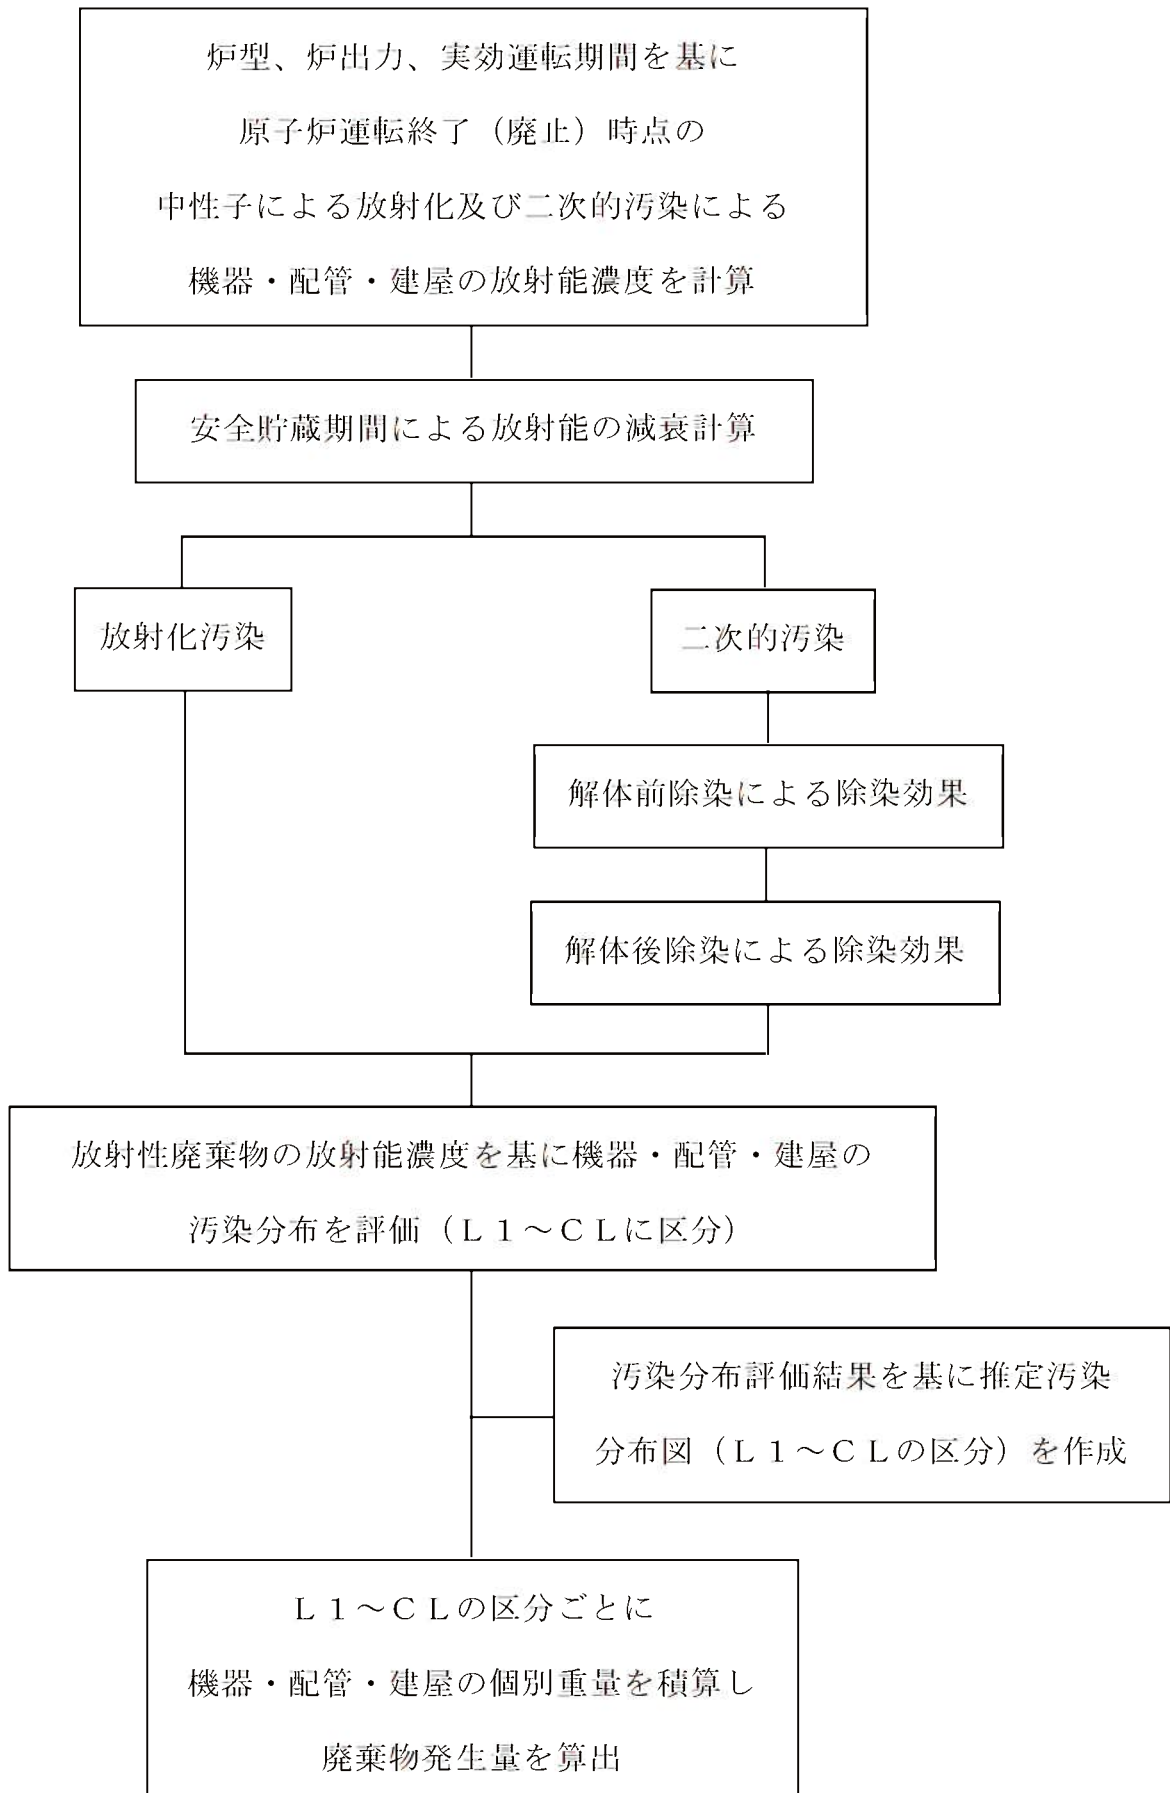 炉型、炉出力、実効運転期間を基に
原子炉運転終了（廃止）時点の
中性子による放射化及び二次的汚染による
機器・配管・建屋の放射能濃度を計算
安全貯蔵期間による放射能の減衰計算
放射化汚染
二次的汚染
解体前除染による除染効果
解体後除染による除染効果
放射性廃棄物の放射能濃度を基に機器・配管・建屋の
汚染分布を評価（Ｌ１～ＣＬに区分）
汚染分布評価結果を基に推定汚染
分布図（Ｌ１～ＣＬの区分）を作成
Ｌ１～ＣＬの区分ごとに
機器・配管・建屋の個別重量を積算し
廃棄物発生量を算出